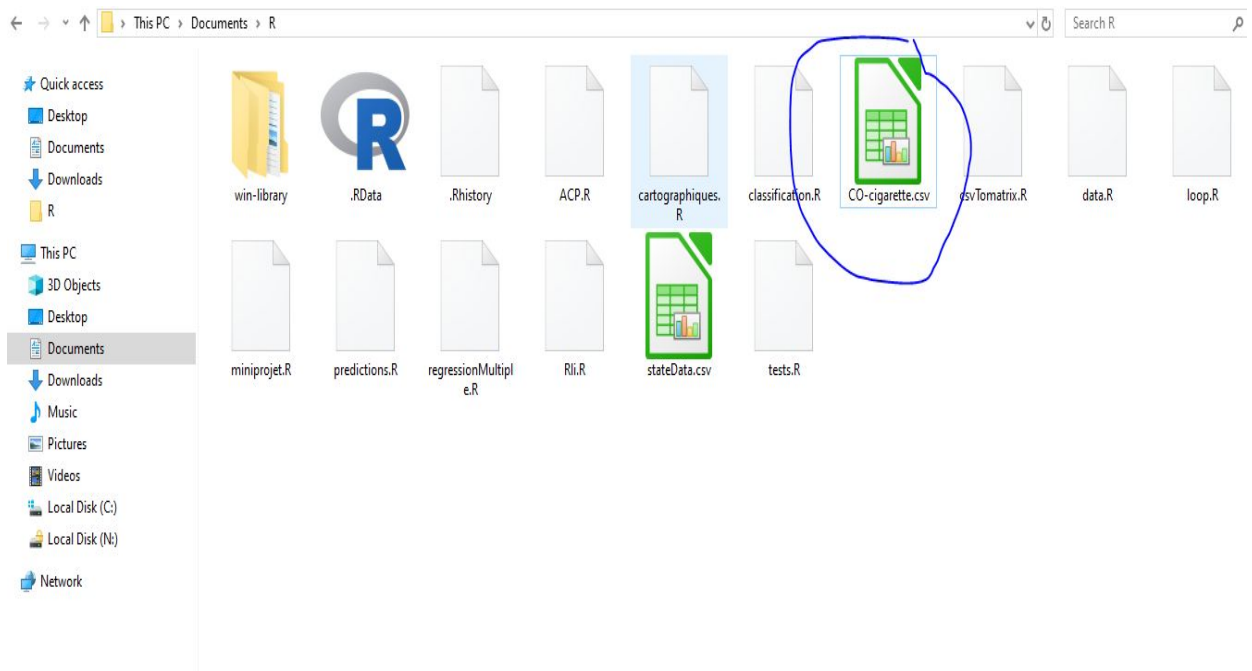 This PC > Documents > R
Search R
Quick access
Desktop
Documents
Downloads
R
This PC
3D Objects
Desktop
Documents
Downloads
Music
Pictures
Videos
Local Disk (C:)
Local Disk (N:)
Network
R
win-library
.RData
.Rhistory
ACP.R
cartographiques.
R
classification.R
CO-cigarette.csv
csvTomatrix.R
data.R
loop.R
miniprojet.R
predictions.R
regressionMultipl
e.R
Rli.R
stateData.csv
tests.R